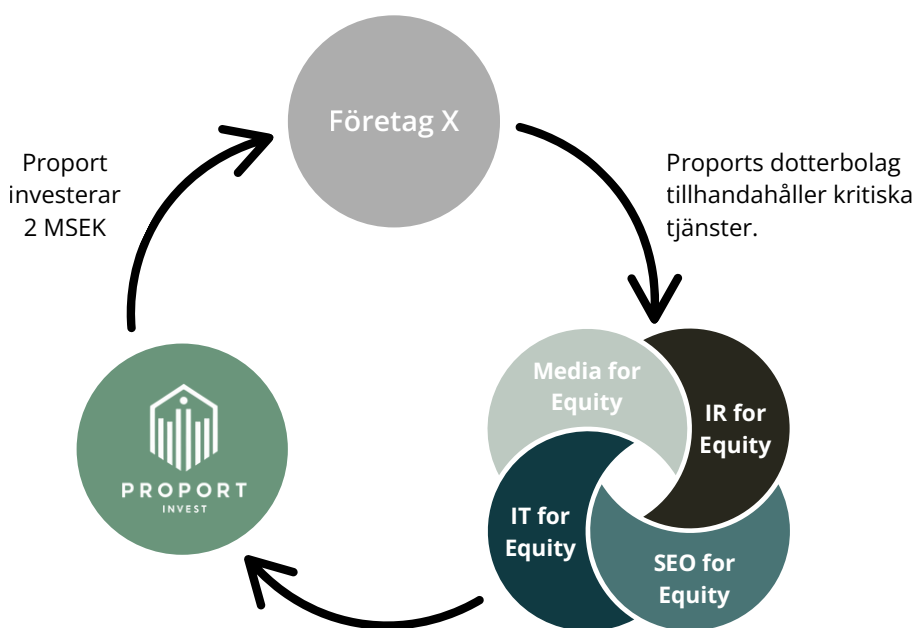 Företag X
Proport
investerar
2 MSEK
Proports dotterbolag
tillhandahåller kritiska
tjänster.
Media for
Equity
IR for
Equity
PROPORT
INVEST
IT for
Equity
SEO for
Equity